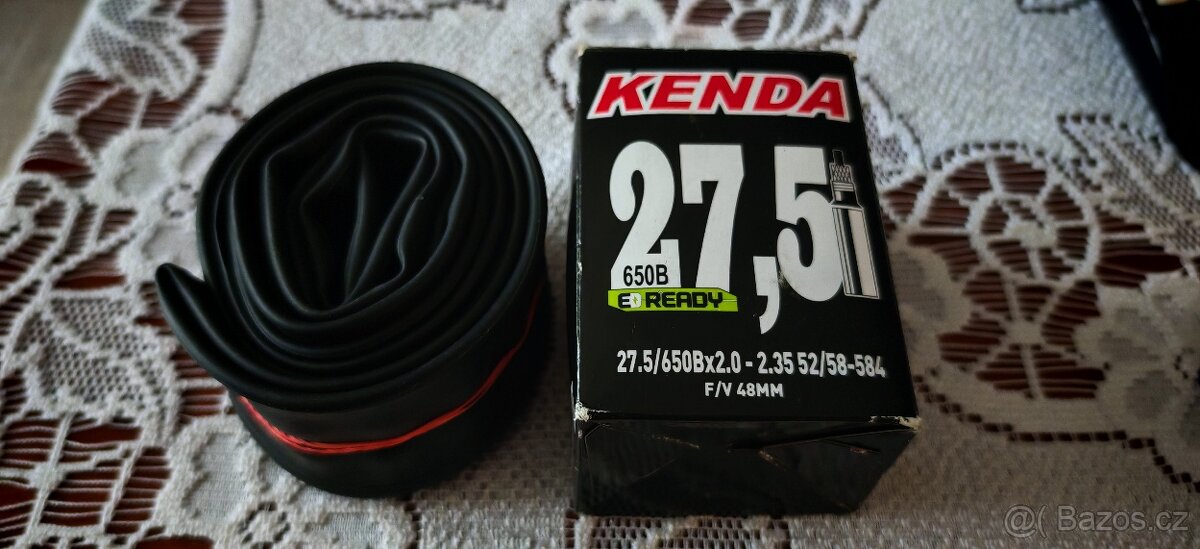 KENDA
27,5
650B
E READY
27.5/650Bx2.0 - 2.35 52/58-584
F/V 48MM
@( Bazos.cz